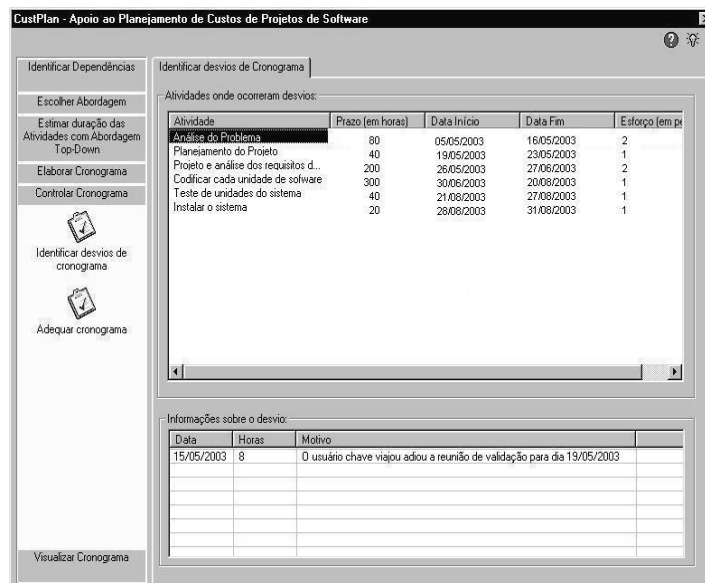 CustPlan - Apoio ao Planejamento de Custos de Projetos de Software
Identificar Dependências
Escolher Abordagem
Estimar duração das
Atividades com Abordagem
Top-Down
Elaborar Cronograma
Controlar Cronograma
Identificar desvios de
cronograma
Adequar cronograma
Visualizar Cronograma
Identificar desvios de Cronograma
Atividades onde ocorreram desvios:
Atividade Prazo (em horas) Data Início Data Fim Esforço (em pe
Análise do Problema 80 05/05/2003 16/05/2003 2
Planejamento do Projeto 40 19/05/2003 23/05/2003 1
Projeto e análise dos requisitos d... 200 26/05/2003 27/06/2003 2
Codificar cada unidade de sofware 300 30/06/2003 20/08/2003 1
Teste de unidades do sistema 40 21/08/2003 27/08/2003 1
Instalar o sistema 20 28/08/2003 31/08/2003 1
Informações sobre o desvio:
Data Horas Motivo
15/05/2003 8 O usuário chave viajou adiou a reunião de validação para dia 19/05/2003